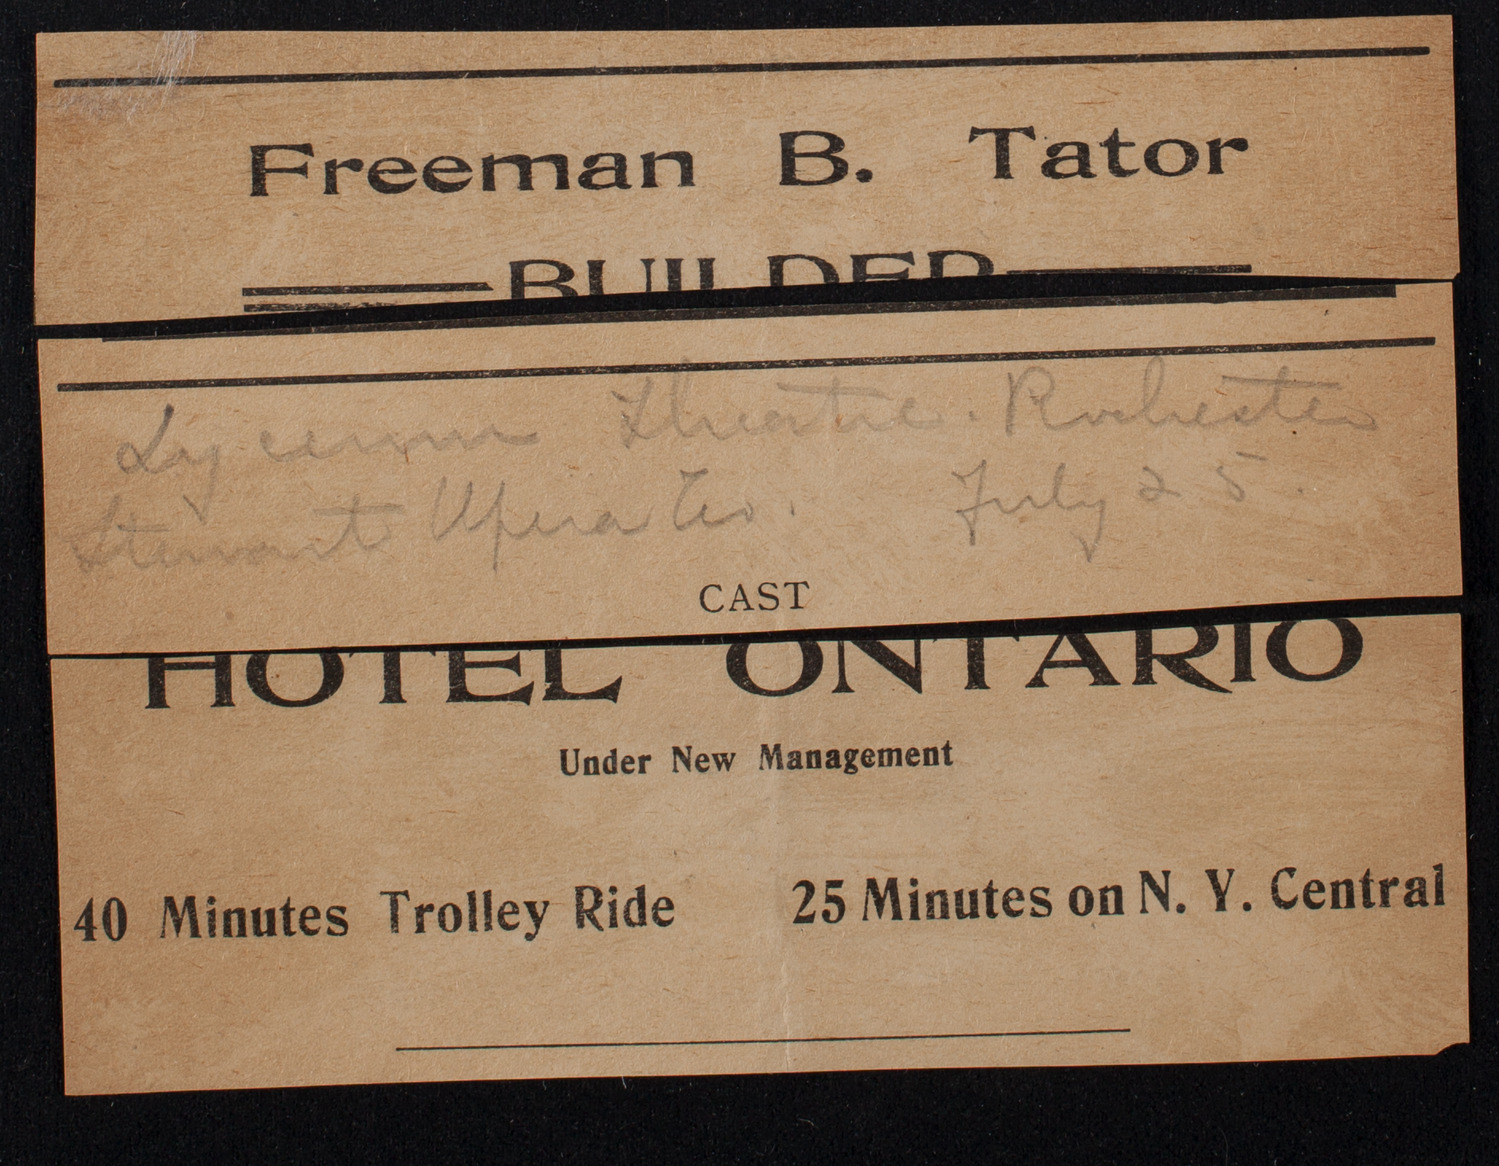 Freeman B. Tator
BUILDER
Lyceum Theatre. Rochester
Stewart Opera Co. July 25.
CAST
HOTEL ONTARIO
Under New Management
40 Minutes Trolley Ride 25 Minutes on N. Y. Central